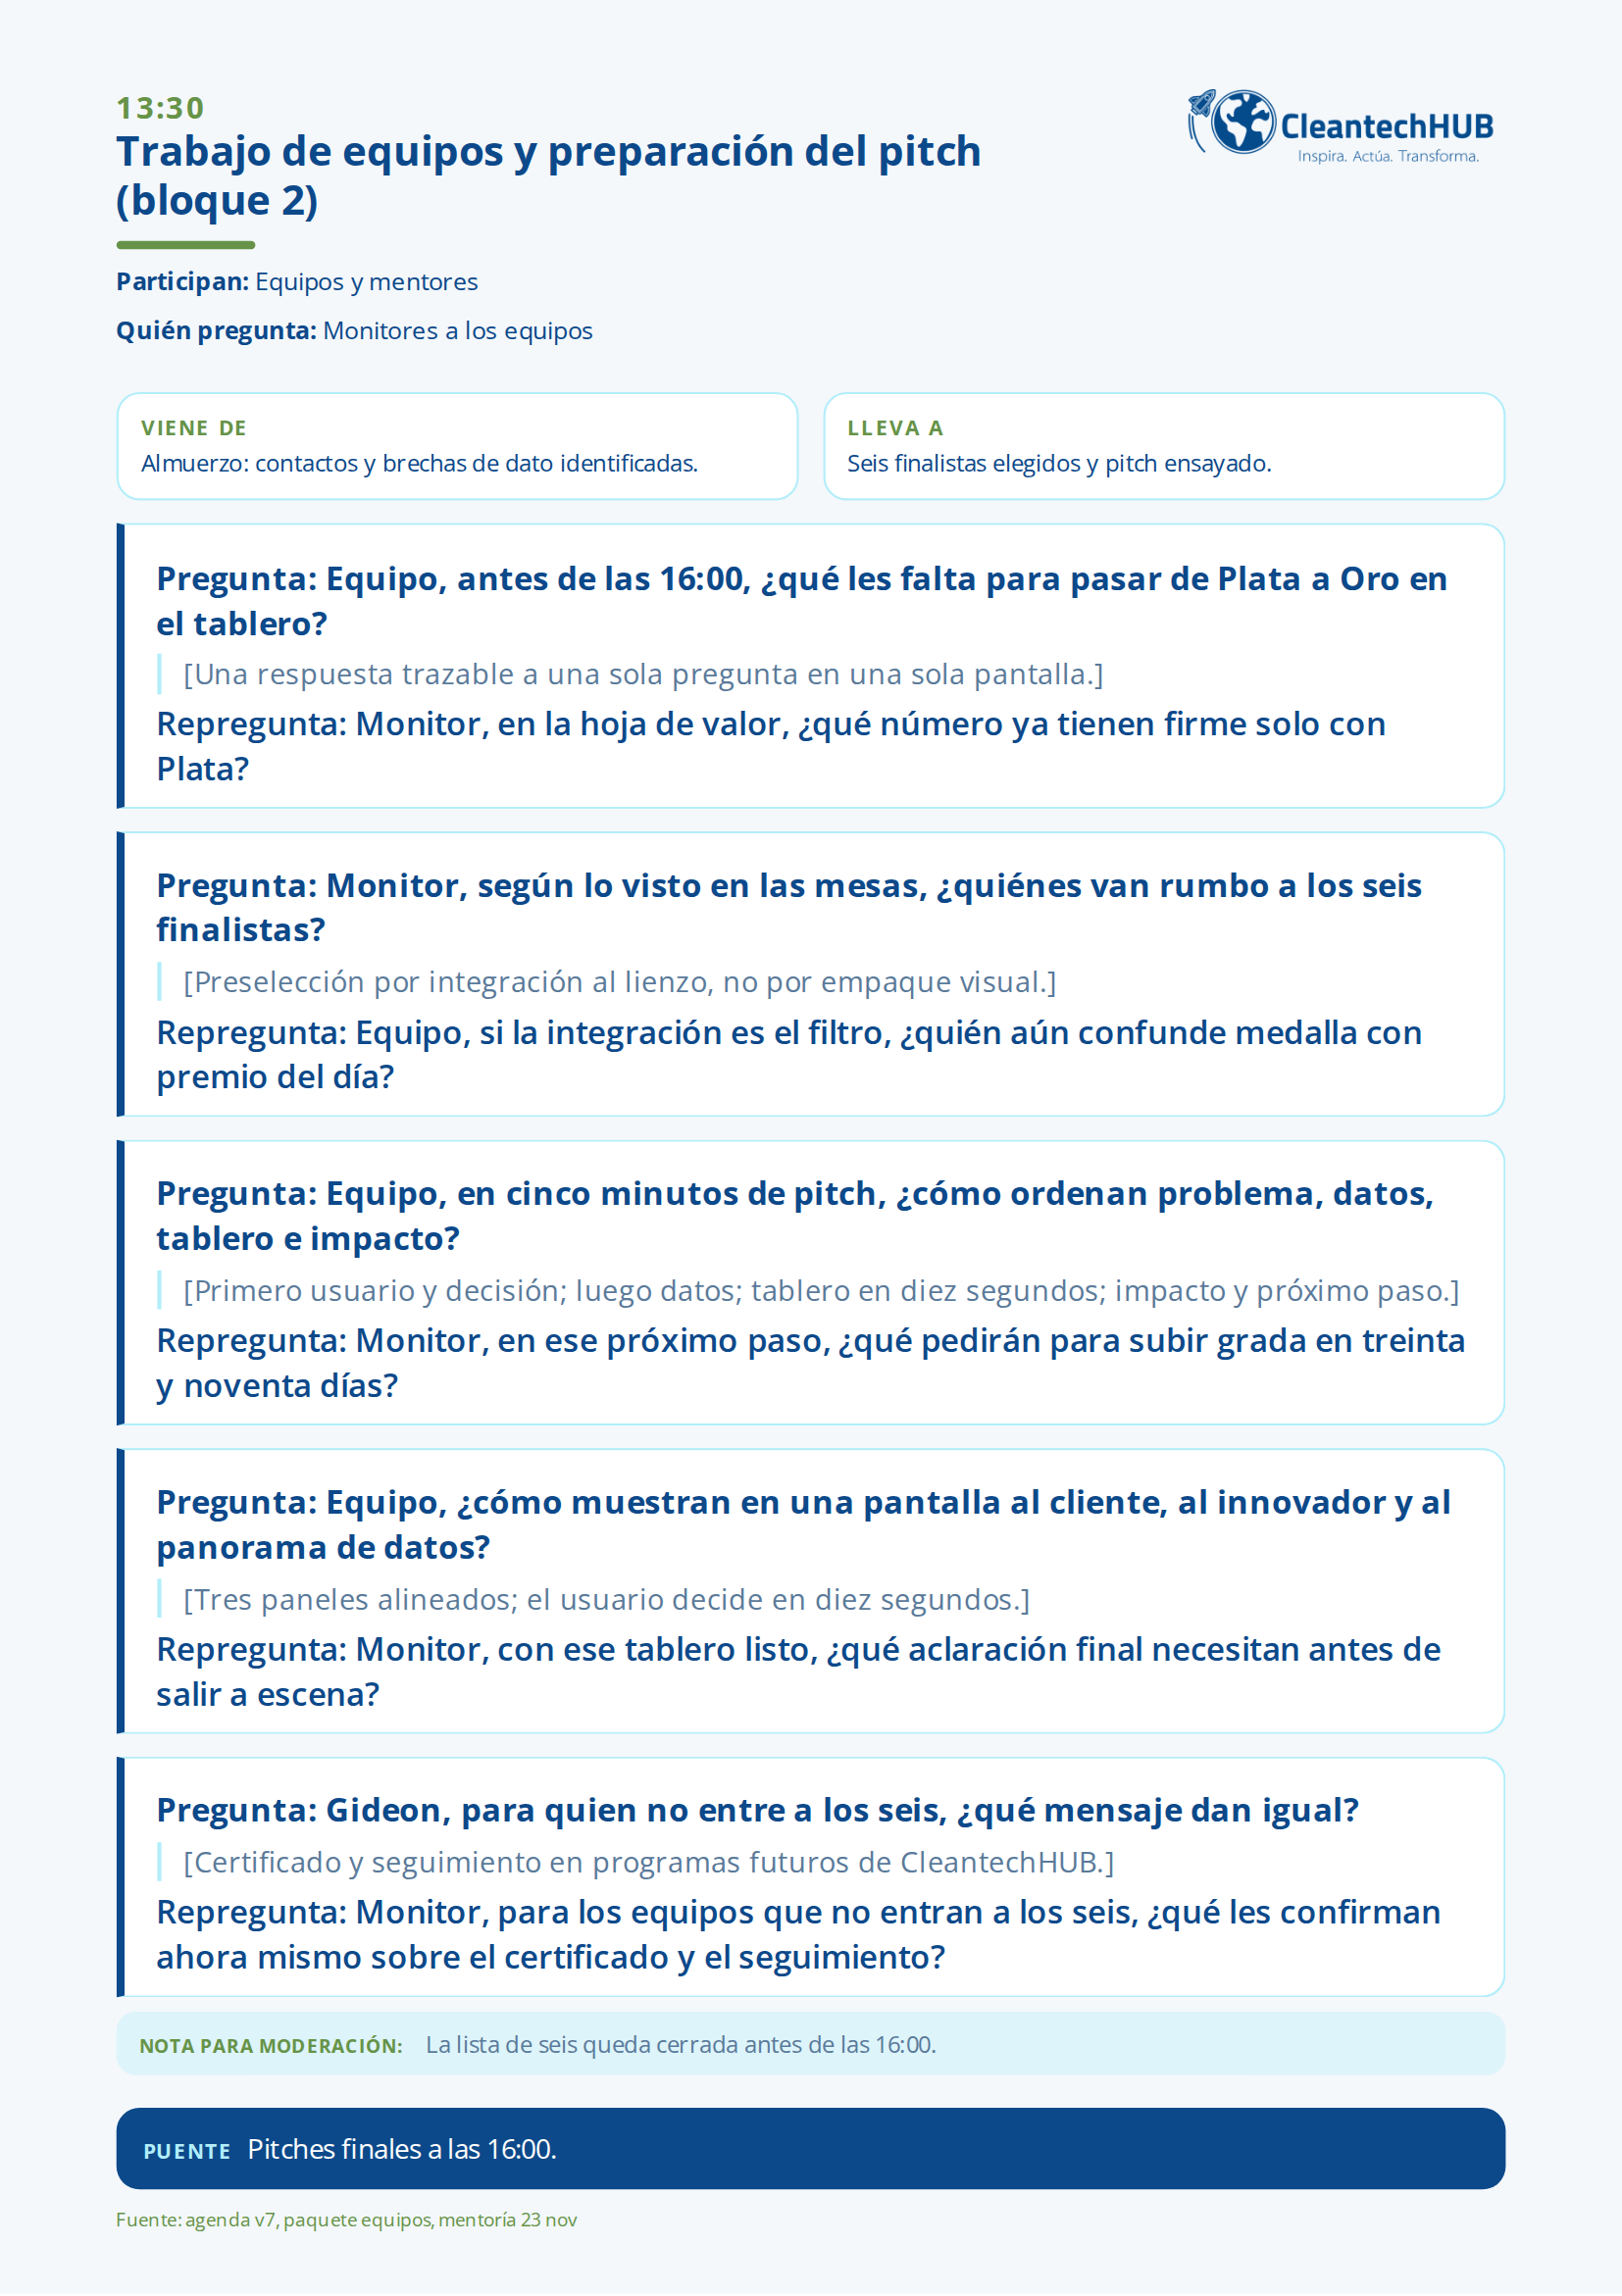 13:30
Trabajo de equipos y preparación del pitch
(bloque 2)
CleantechHUB
Inspira. Actúa. Transforma.
Participan: Equipos y mentores
Quién pregunta: Monitores a los equipos
VIENE DE
Almuerzo: contactos y brechas de dato identificadas.
LLEVA A
Seis finalistas elegidos y pitch ensayado.
Pregunta: Equipo, antes de las 16:00, ¿qué les falta para pasar de Plata a Oro en
el tablero?
[Una respuesta trazable a una sola pregunta en una sola pantalla.]
Repregunta: Monitor, en la hoja de valor, ¿qué número ya tienen firme solo con
Plata?
Pregunta: Monitor, según lo visto en las mesas, ¿quiénes van rumbo a los seis
finalistas?
[Preselección por integración al lienzo, no por empaque visual.]
Repregunta: Equipo, si la integración es el filtro, ¿quién aún confunde medalla con
premio del día?
Pregunta: Equipo, en cinco minutos de pitch, ¿cómo ordenan problema, datos,
tablero e impacto?
[Primero usuario y decisión; luego datos; tablero en diez segundos; impacto y próximo paso.]
Repregunta: Monitor, en ese próximo paso, ¿qué pedirán para subir grada en treinta
y noventa días?
Pregunta: Equipo, ¿cómo muestran en una pantalla al cliente, al innovador y al
panorama de datos?
[Tres paneles alineados; el usuario decide en diez segundos.]
Repregunta: Monitor, con ese tablero listo, ¿qué aclaración final necesitan antes de
salir a escena?
Pregunta: Gideon, para quien no entre a los seis, ¿qué mensaje dan igual?
[Certificado y seguimiento en programas futuros de CleantechHUB.]
Repregunta: Monitor, para los equipos que no entran a los seis, ¿qué les confirman
ahora mismo sobre el certificado y el seguimiento?
NOTA PARA MODERACIÓN: La lista de seis queda cerrada antes de las 16:00.
PUENTE Pitches finales a las 16:00.
Fuente: agenda v7, paquete equipos, mentoría 23 nov